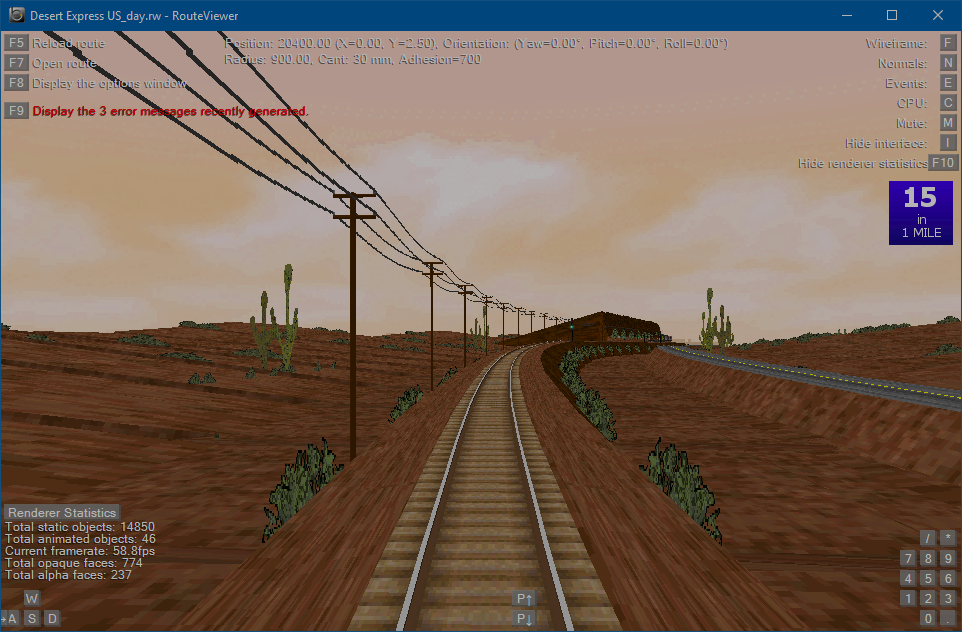 Desert Express US_day.rw - RouteViewer
F5 Reload route
F7 Open route
F8 Display the options window
F9 Display the 3 error messages recently generated.
Position: 20400.00 (X=0.00, Y=2.50), Orientation: (Yaw=0.00°, Pitch=0.00°, Roll=0.00°)
Radius: 900.00, Cant: 30 mm, Adhesion=700
Wireframe: F
Normals: N
Events: E
CPU: C
Mute: M
Hide interface: I
Hide renderer statistics F10
15
in
1 MILE
Renderer Statistics
Total static objects: 14850
Total animated objects: 46
Current framerate: 58.8fps
Total opaque faces: 774
Total alpha faces: 237
W
A S D
P↑
P↓
/ *
7 8 9
4 5 6
1 2 3
0 .